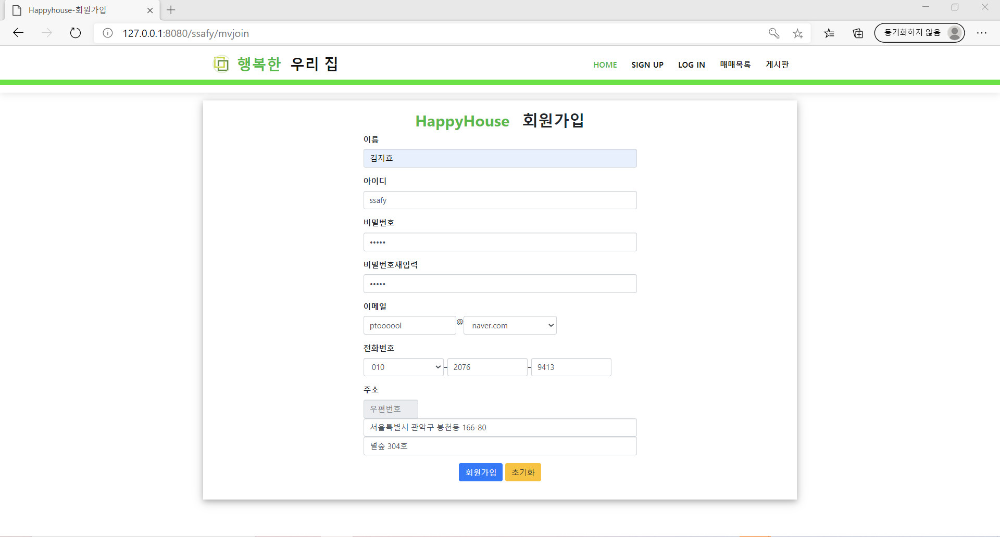 Happyhouse-회원가입
127.0.0.1:8080/ssafy/mvjoin
동기화하지 않음
행복한 우리 집
HOME SIGN UP LOG IN 매매목록 게시판
HappyHouse 회원가입
이름
김지효
아이디
ssafy
비밀번호
•••••
비밀번호재입력
•••••
이메일
ptoooool @ naver.com
전화번호
010 - 2076 - 9413
주소
우편번호
서울특별시 관악구 봉천동 166-80
별숲 304호
회원가입 초기화